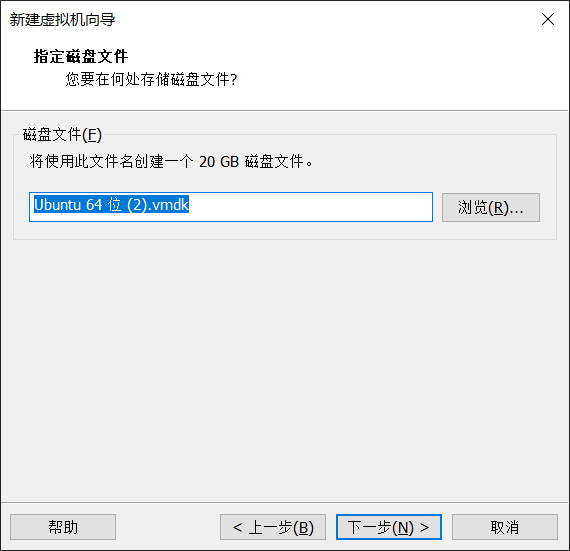 新建虚拟机向导
指定磁盘文件
您要在何处存储磁盘文件?
磁盘文件(F)
将使用此文件名创建一个 20 GB 磁盘文件。
Ubuntu 64 位 (2).vmdk
浏览(R)...
帮助
< 上一步(B)
下一步(N) >
取消